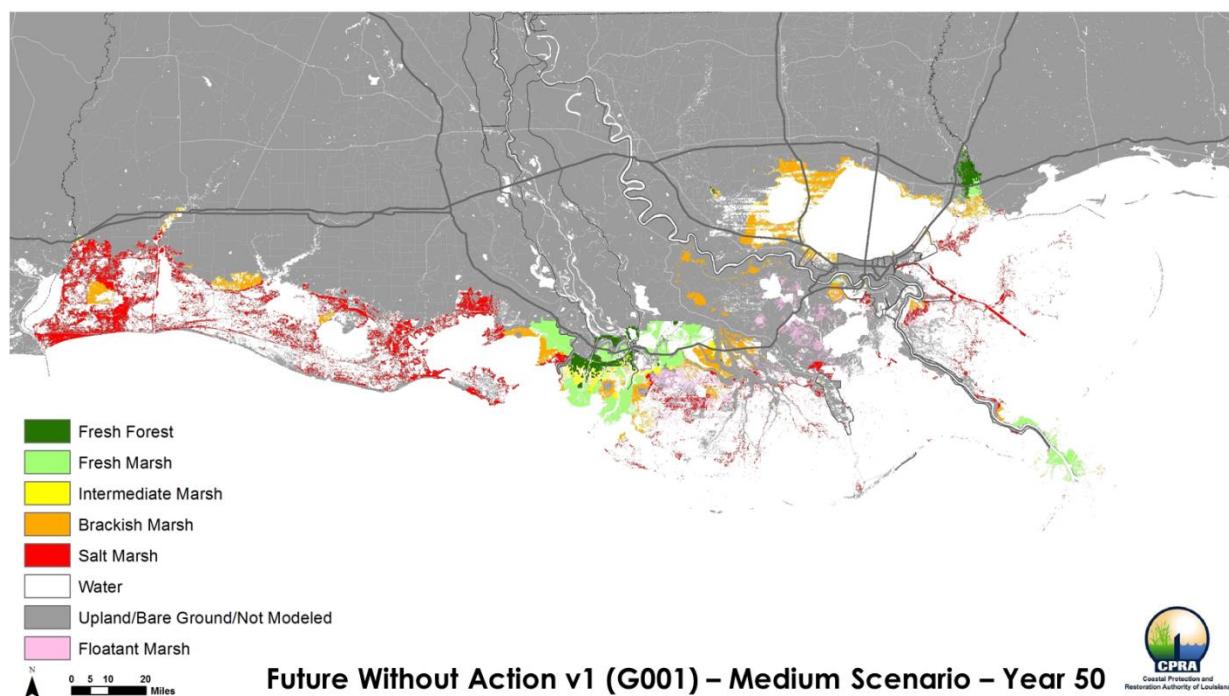 Fresh Forest
Fresh Marsh
Intermediate Marsh
Brackish Marsh
Salt Marsh
Water
Upland/Bare Ground/Not Modeled
Floatant Marsh
N
0 5 10 20
Miles
Future Without Action v1 (G001) – Medium Scenario – Year 50
CPRA
Coastal Protection and
Restoration Authority of Louisiana